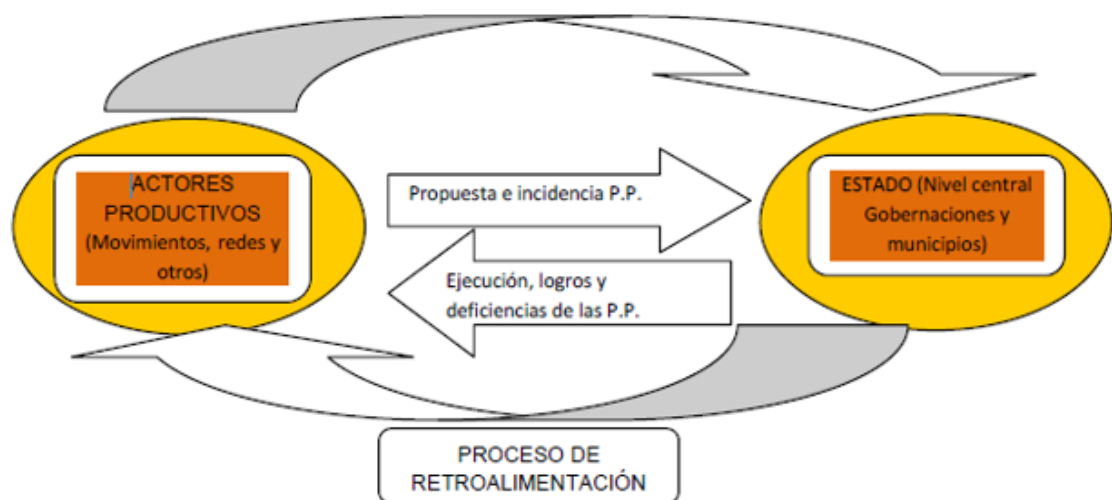 ACTORES
PRODUCTIVOS
(Movimientos, redes y
otros)
Propuesta e incidencia P.P.
Ejecución, logros y
deficiencias de las P.P.
ESTADO (Nivel central
Gobernaciones y
municipios)
PROCESO DE
RETROALIMENTACIÓN